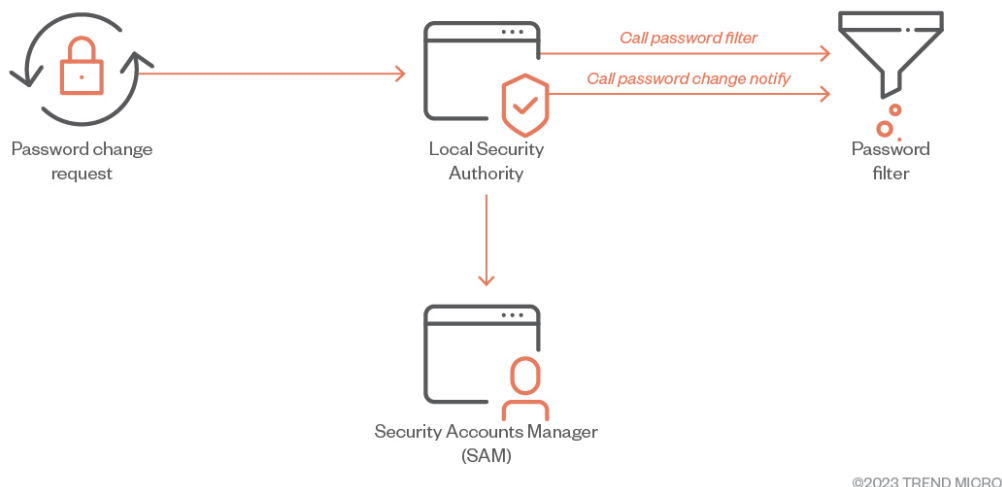 Call password filter
Call password change notify
Password change
request
Local Security
Authority
Password
filter
Security Accounts Manager
(SAM)
©2023 TREND MICRO